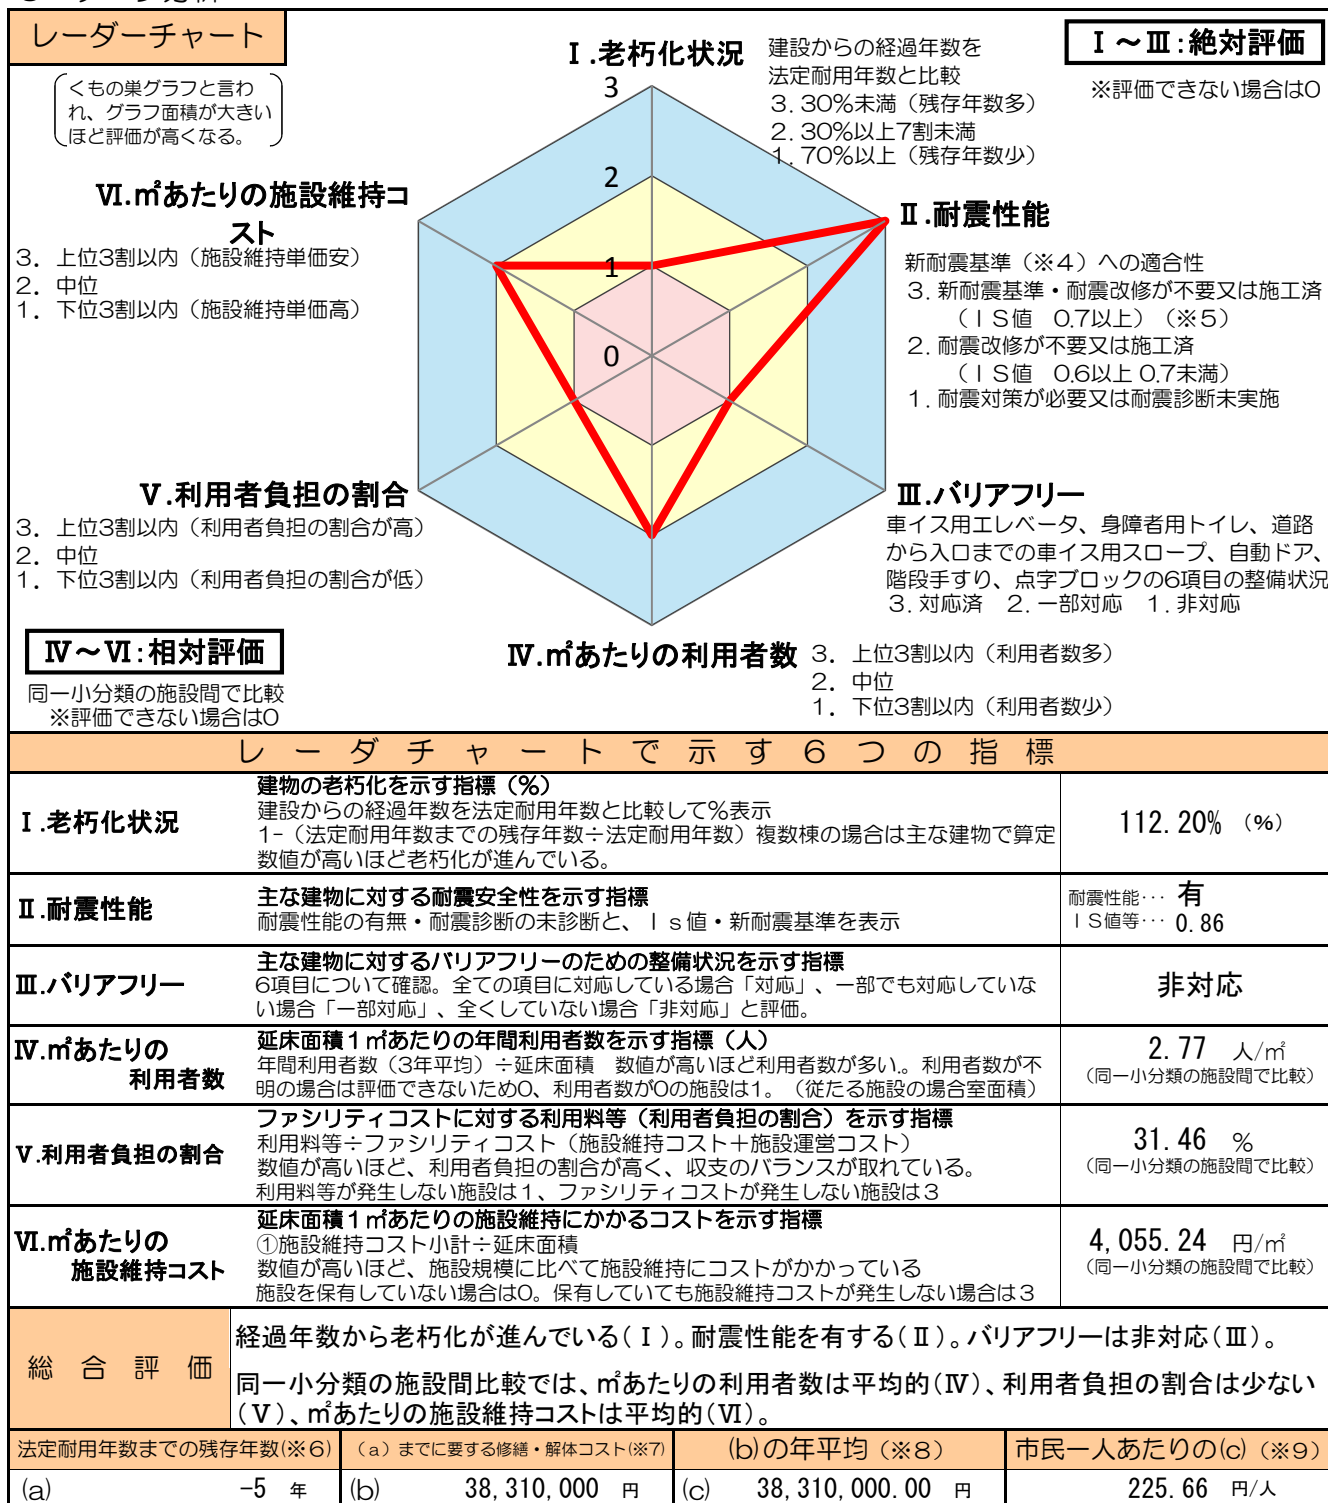 レーダーチャート
くもの巣グラフと言わ
れ、グラフ面積が大きい
ほど評価が高くなる。
Ⅰ.老朽化状況
建設からの経過年数を
法定耐用年数と比較
3.30%未満（残存年数多）
2.30%以上7割未満
1.70%以上（残存年数少）
Ⅰ～Ⅲ:絶対評価
※評価できない場合は0
3
2
1
0
Ⅵ.㎡あたりの施設維持コ
スト
3. 上位3割以内（施設維持単価安）
2. 中位
1. 下位3割以内（施設維持単価高）
Ⅱ.耐震性能
新耐震基準（※4）への適合性
3.新耐震基準・耐震改修が不要又は施工済
（ＩＳ値 0.7以上）（※5）
2.耐震改修が不要又は施工済
（ＩＳ値 0.6以上 0.7未満）
1.耐震対策が必要又は耐震診断未実施
Ⅴ.利用者負担の割合
3. 上位3割以内（利用者負担の割合が高）
2. 中位
1. 下位3割以内（利用者負担の割合が低）
Ⅲ.バリアフリー
車イス用エレベータ、身障者用トイレ、道路
から入口までの車イス用スロープ、自動ドア、
階段手すり、点字ブロックの6項目の整備状況
3.対応済 2.一部対応 1.非対応
Ⅳ～Ⅵ:相対評価
同一小分類の施設間で比較
※評価できない場合は0
Ⅳ.㎡あたりの利用者数
3. 上位3割以内（利用者数多）
2. 中位
1. 下位3割以内（利用者数少）
レーダチャートで示す6つの指標
Ⅰ.老朽化状況
建物の老朽化を示す指標（%）
建設からの経過年数を法定耐用年数と比較して%表示
1-（法定耐用年数までの残存年数÷法定耐用年数）複数棟の場合は主な建物で算定
数値が高いほど老朽化が進んでいる。
112.20% （%）
Ⅱ.耐震性能
主な建物に対する耐震安全性を示す指標
耐震性能の有無・耐震診断の未診断と、Ｉｓ値・新耐震基準を表示
耐震性能… 有
ＩＳ値等… 0.86
Ⅲ.バリアフリー
主な建物に対するバリアフリーのための整備状況を示す指標
6項目について確認。全ての項目に対応している場合「対応」、一部でも対応していな
い場合「一部対応」、全くしていない場合「非対応」と評価。
非対応
Ⅳ.㎡あたりの
利用者数
延床面積1㎡あたりの年間利用者数を示す指標（人）
年間利用者数（3年平均）÷延床面積 数値が高いほど利用者数が多い。利用者数が不
明の場合は評価できないため0、利用者数が0の施設は1。（従たる施設の場合室面積）
2.77 人/㎡
（同一小分類の施設間で比較）
Ⅴ.利用者負担の割合
ファシリティコストに対する利用料等（利用者負担の割合）を示す指標
利用料等÷ファシリティコスト（施設維持コスト＋施設運営コスト）
数値が高いほど、利用者負担の割合が高く、収支のバランスが取れている。
利用料等が発生しない施設は1、ファシリティコストが発生しない施設は3
31.46 %
（同一小分類の施設間で比較）
Ⅵ.㎡あたりの
施設維持コスト
延床面積1㎡あたりの施設維持にかかるコストを示す指標
①施設維持コスト小計÷延床面積
数値が高いほど、施設規模に比べて施設維持にコストがかかっている
施設を保有していない場合は0。保有していても施設維持コストが発生しない場合は3
4,055.24 円/㎡
（同一小分類の施設間で比較）
総合評価
経過年数から老朽化が進んでいる(Ⅰ)。耐震性能を有する(Ⅱ)。バリアフリーは非対応(Ⅲ)。
同一小分類の施設間比較では、㎡あたりの利用者数は平均的(Ⅳ)、利用者負担の割合は少ない
(Ⅴ)、㎡あたりの施設維持コストは平均的(Ⅵ)。
法定耐用年数までの残存年数(※6) （a）までに要する修繕・解体コスト(※7) (b)の年平均（※8） 市民一人あたりの(c)（※9）
(a) -5 年 (b) 38,310,000 円 (c) 38,310,000.00 円 225.66 円/人